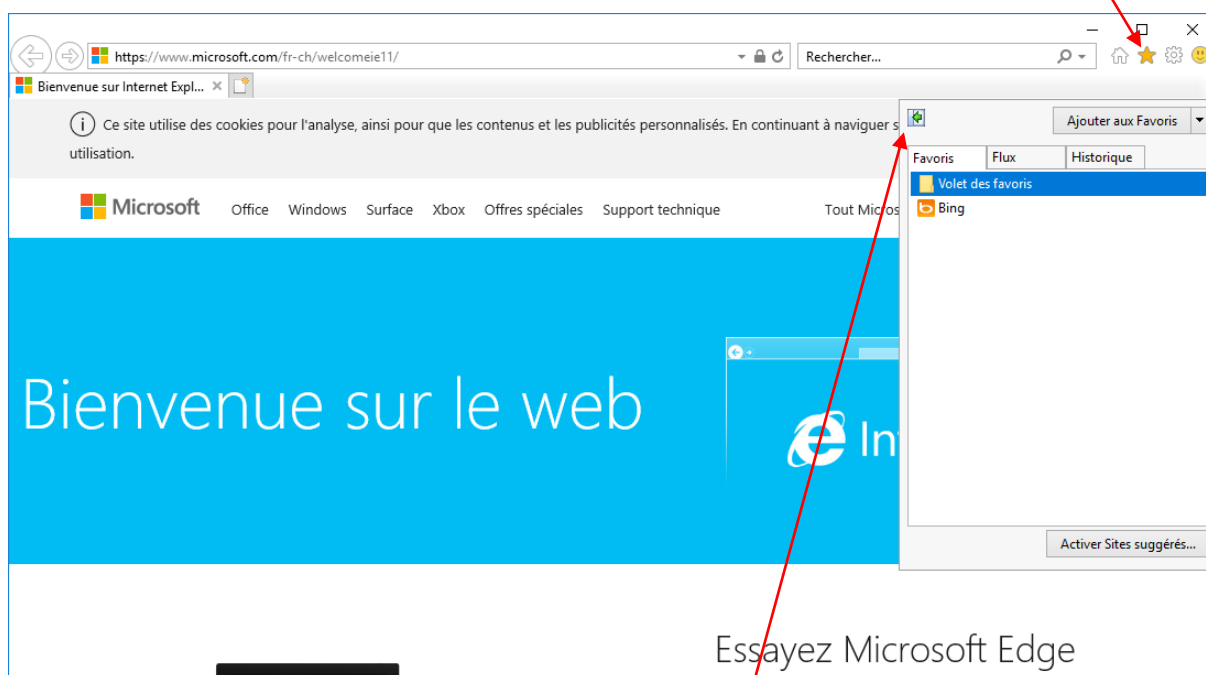 https://www.microsoft.com/fr-ch/welcomeie11/
Rechercher...
Bienvenue sur Internet Expl...
Ce site utilise des cookies pour l'analyse, ainsi pour que les contenus et les publicités personnalisés. En continuant à naviguer s
utilisation.
Ajouter aux Favoris
Favoris Flux Historique
Volet des favoris
Bing
Microsoft Office Windows Surface Xbox Offres spéciales Support technique Tout Micros
Bienvenue sur le web
In
Activer Sites suggérés...
Essayez Microsoft Edge